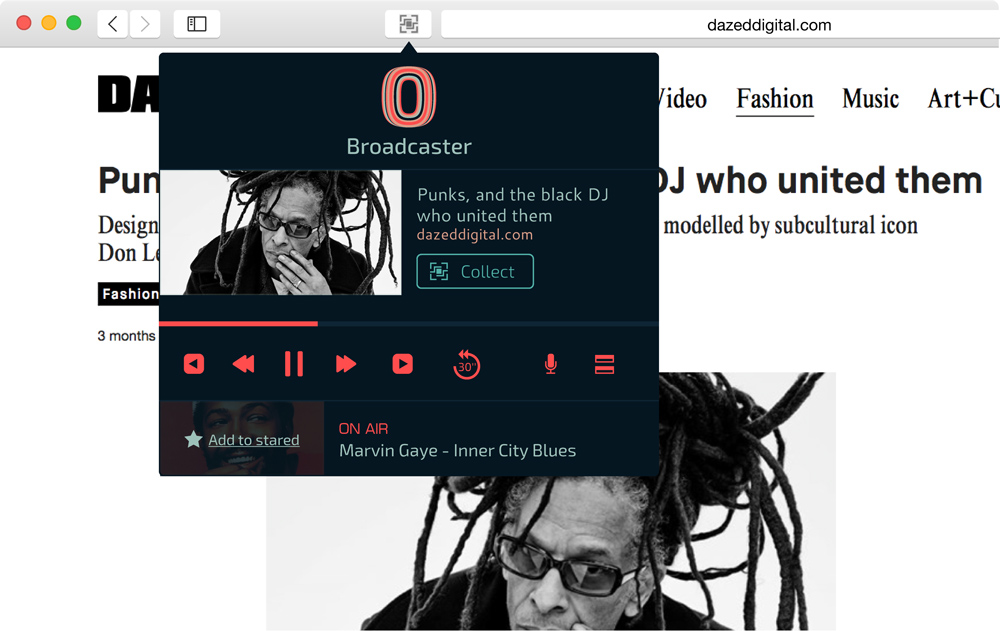 dazeddigital.com
DA
Video Fashion Music Art+Cu
Broadcaster
Pun
DJ who united them
Design
modelled by subcultural icon
Don Le
Punks, and the black DJ
who united them
dazeddigital.com
Collect
Fashion
3 months
30"
Add to stared
ON AIR
Marvin Gaye - Inner City Blues